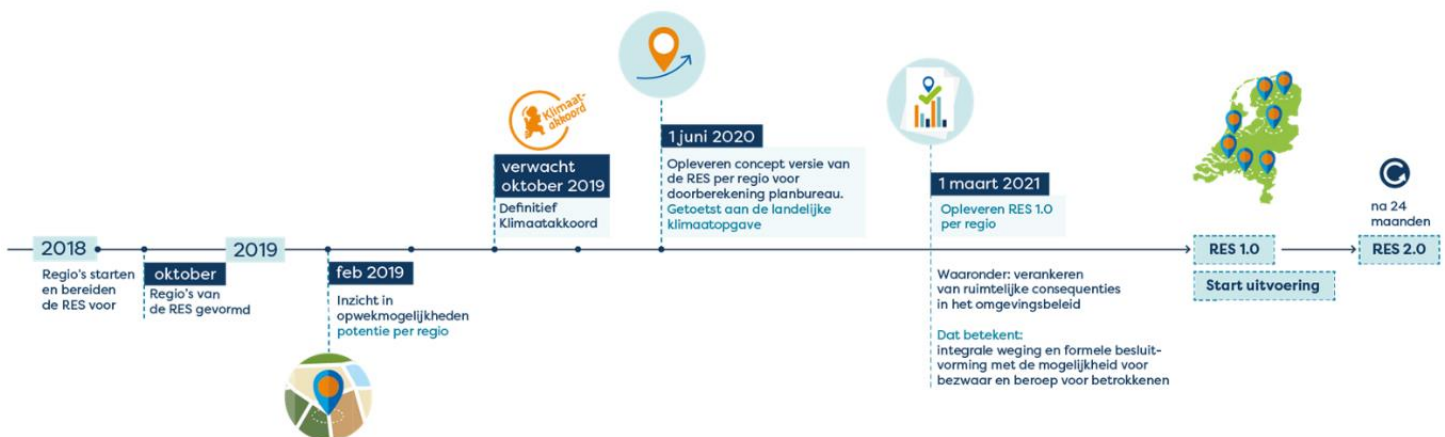 2018
Regio's starten
en bereiden
de RES voor
oktober
Regio's van
de RES gevormd
2019
feb 2019
Inzicht in
opwekmogelijkheden
potentie per regio
Klimaat-
akkoord
verwacht
oktober 2019
Definitief
Klimaatakkoord
1 juni 2020
Opleveren concept versie van
de RES per regio voor
doorberekening planbureau.
Getoetst aan de landelijke
klimaatopgave
1 maart 2021
Opleveren RES 1.0
per regio
Waaronder: verankeren
van ruimtelijke consequenties
in het omgevingsbeleid
Dat betekent:
integrale weging en formele besluit-
vorming met de mogelijkheid voor
bezwaar en beroep voor betrokkenen
RES 1.0
Start uitvoering
na 24
maanden
RES 2.0